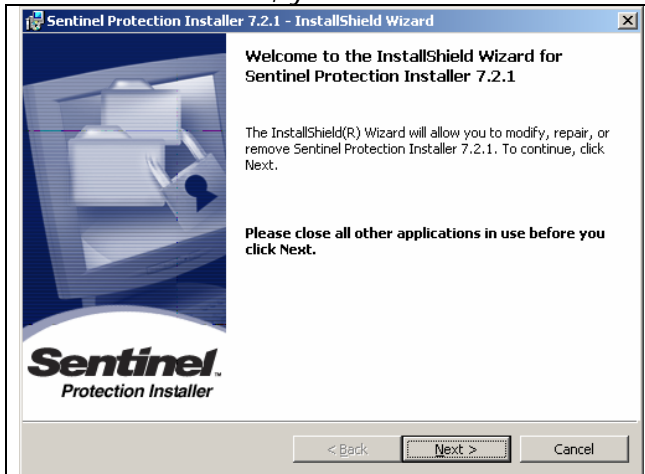 Sentinel Protection Installer 7.2.1 - InstallShield Wizard
Welcome to the InstallShield Wizard for
Sentinel Protection Installer 7.2.1
The InstallShield(R) Wizard will allow you to modify, repair, or
remove Sentinel Protection Installer 7.2.1. To continue, click
Next.
Please close all other applications in use before you
click Next.
Sentinel™
Protection Installer
< Back
Next >
Cancel